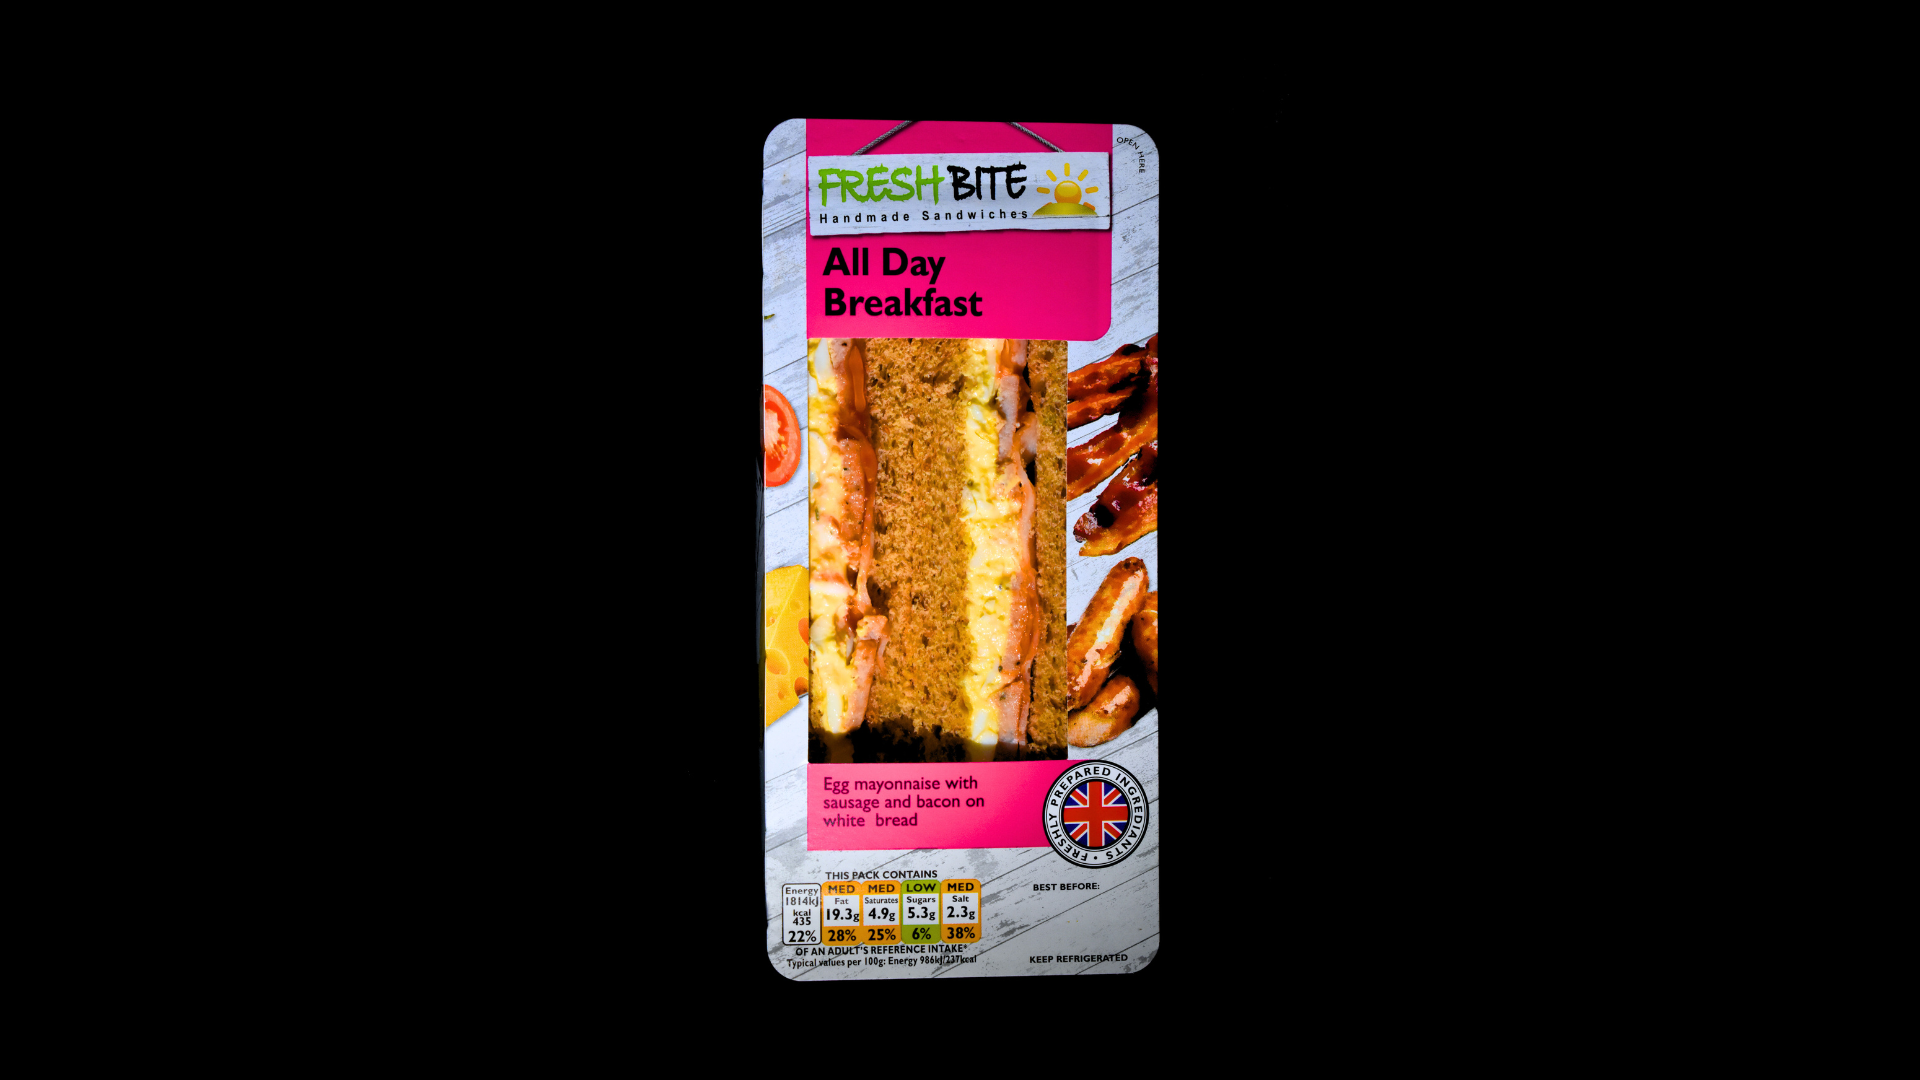 OPEN HERE
FRESH BITE
Handmade Sandwiches
All Day
Breakfast
Egg mayonnaise with
sausage and bacon on
white bread
FRESHLY PREPARED INGREDIENTS •
THIS PACK CONTAINS
Energy 1814kJ kcal 435 22%
MED Fat 19.3g 28%
MED Saturates 4.9g 25%
LOW Sugars 5.3g 6%
MED Salt 2.3g 38%
OF AN ADULT'S REFERENCE INTAKE*
Typical values per 100g: Energy 986kJ/237kcal
BEST BEFORE:
KEEP REFRIGERATED